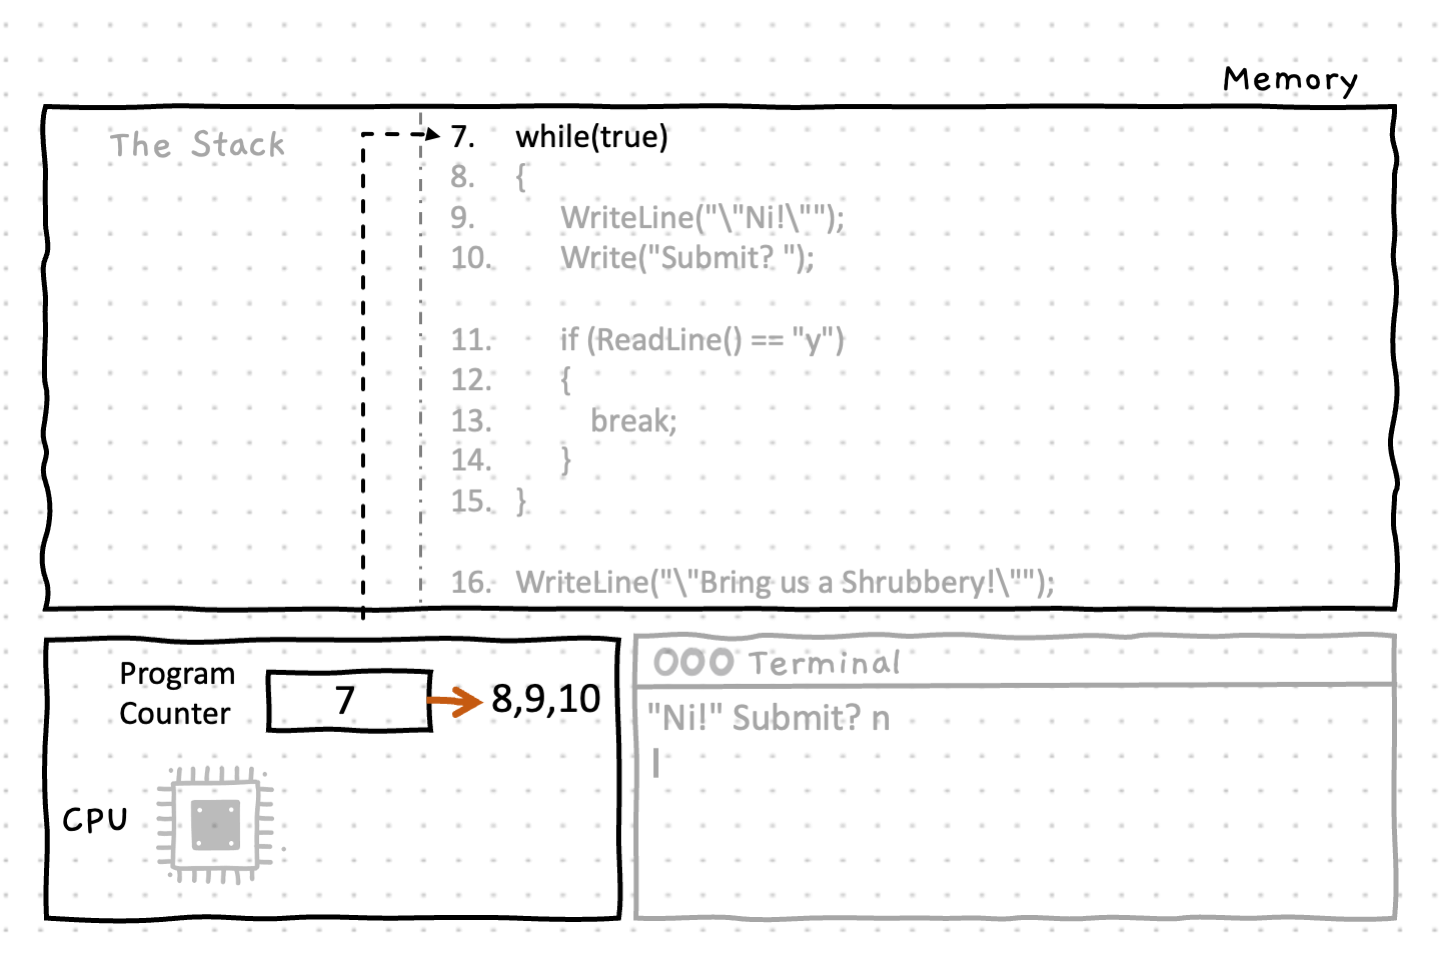 Memory
The Stack
7. while(true)
8. {
9. WriteLine("\"Ni!\"");
10. Write("Submit? ");
11. if (ReadLine() == "y")
12. {
13. break;
14. }
15. }
16. WriteLine("\"Bring us a Shrubbery!\"");
Program
Counter
7
8,9,10
CPU
Terminal
"Ni!" Submit? n